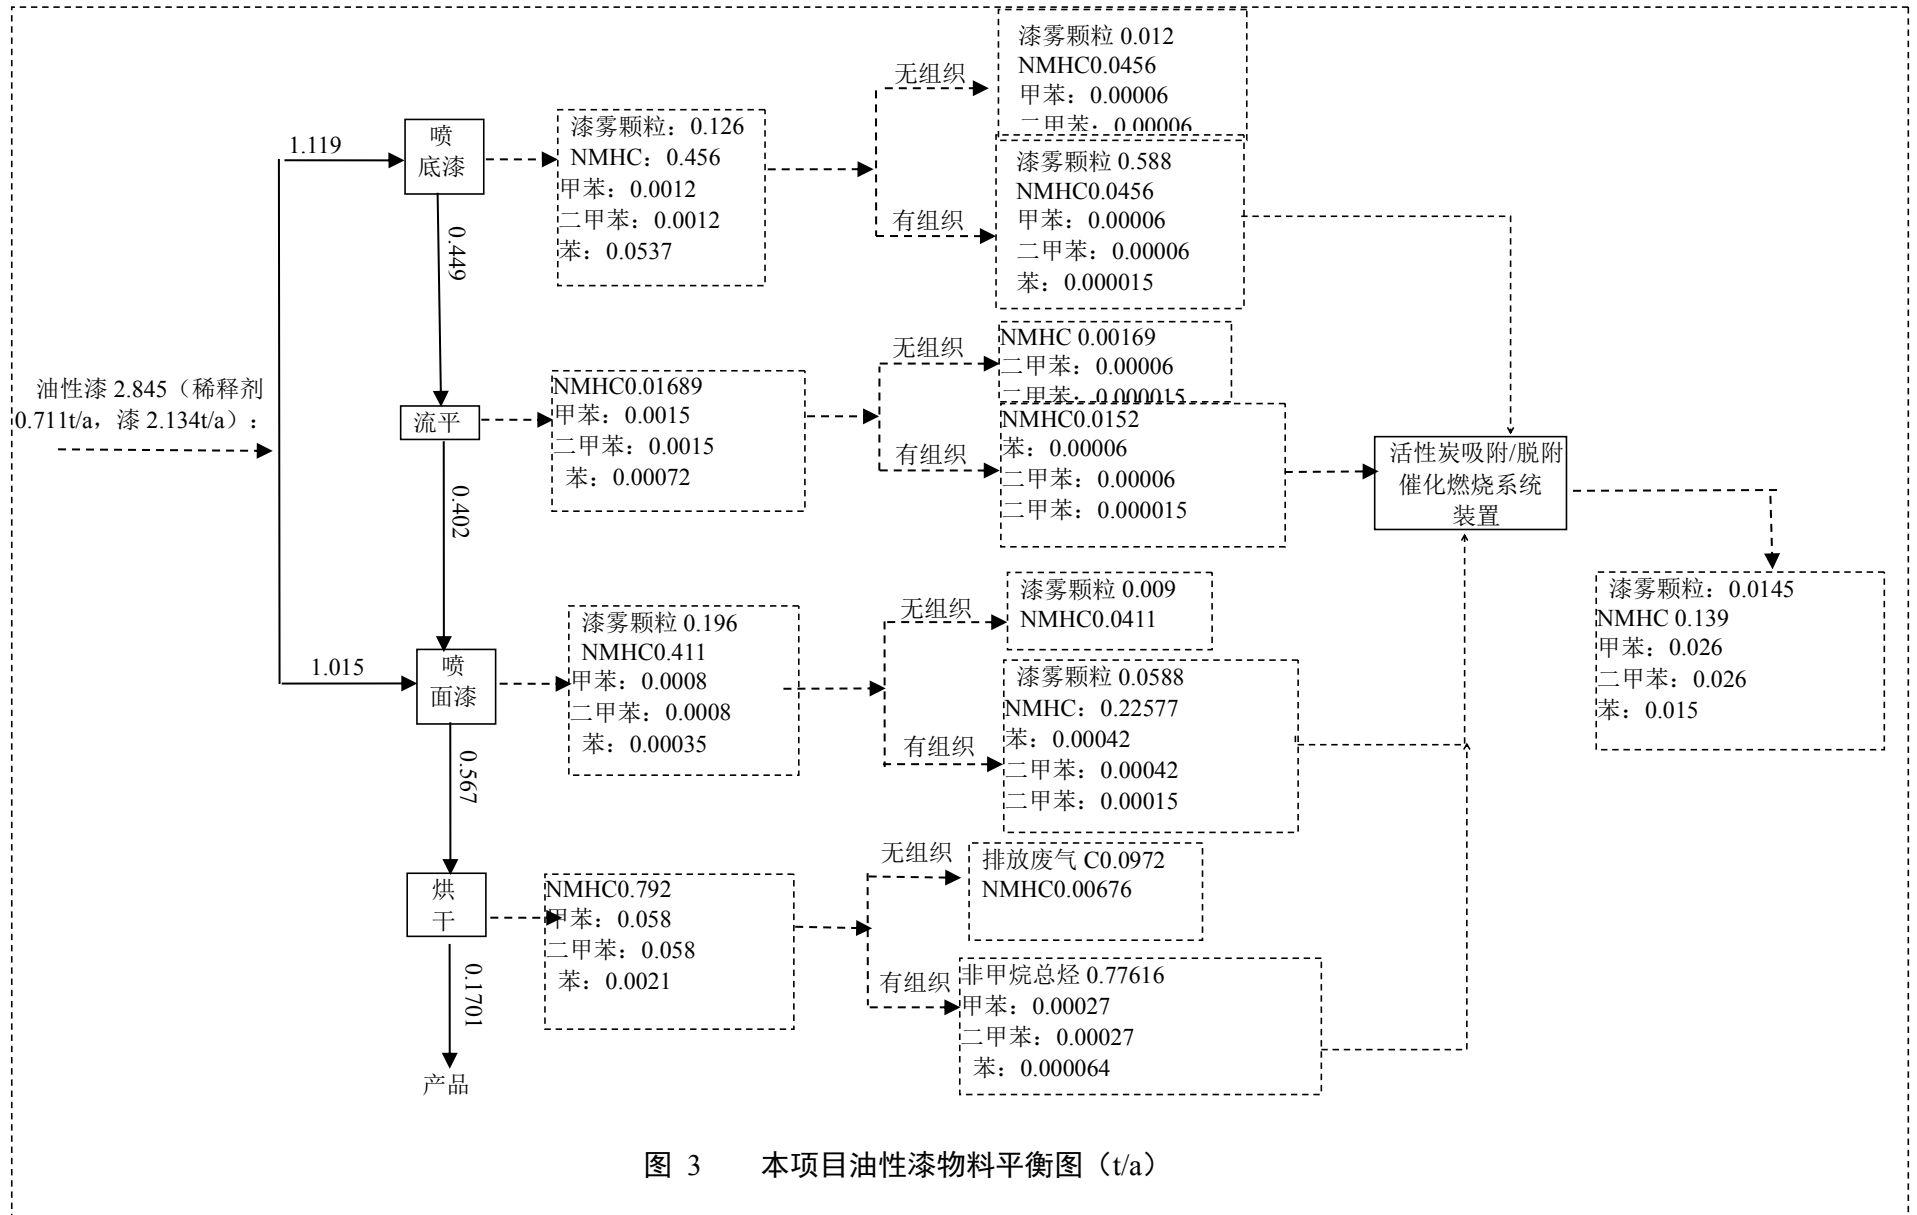 油性漆 2.845（稀释剂
0.711t/a，漆 2.134t/a）：
1.119
喷
底漆
0.449
漆雾颗粒：0.126
NMHC：0.456
甲苯：0.0012
二甲苯：0.0012
苯：0.0537
无组织
漆雾颗粒 0.012
NMHC0.0456
甲苯：0.00006
二甲苯：0.00006
有组织
漆雾颗粒 0.588
NMHC0.0456
甲苯：0.00006
二甲苯：0.00006
苯：0.000015
流平
0.402
NMHC0.01689
甲苯：0.0015
二甲苯：0.0015
苯：0.00072
无组织
NMHC 0.00169
二甲苯：0.00006
二甲苯：0.000015
有组织
NMHC0.0152
苯：0.00006
二甲苯：0.00006
二甲苯：0.000015
1.015
喷
面漆
0.567
漆雾颗粒 0.196
NMHC0.411
甲苯：0.0008
二甲苯：0.0008
苯：0.00035
无组织
漆雾颗粒 0.009
NMHC0.0411
有组织
漆雾颗粒 0.0588
NMHC：0.22577
苯：0.00042
二甲苯：0.00042
二甲苯：0.00015
烘
干
0.1701
产品
NMHC0.792
甲苯：0.058
二甲苯：0.058
苯：0.0021
无组织
排放废气 C0.0972
NMHC0.00676
有组织
非甲烷总烃 0.77616
甲苯：0.00027
二甲苯：0.00027
苯：0.000064
活性炭吸附/脱附
催化燃烧系统
装置
漆雾颗粒：0.0145
NMHC 0.139
甲苯：0.026
二甲苯：0.026
苯：0.015
图 3 本项目油性漆物料平衡图（t/a）